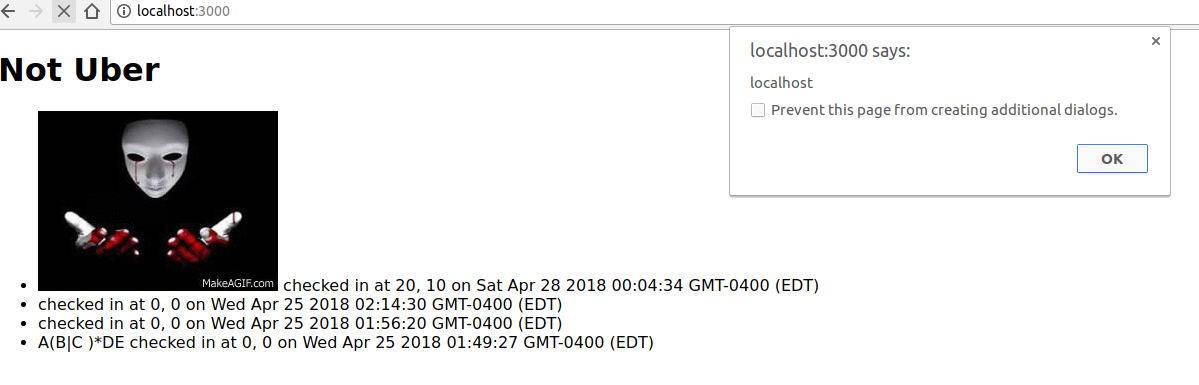 localhost:3000
localhost:3000 says:
localhost
Prevent this page from creating additional dialogs.
OK
Not Uber
MakeAGIF.com
checked in at 20, 10 on Sat Apr 28 2018 00:04:34 GMT-0400 (EDT)
checked in at 0, 0 on Wed Apr 25 2018 02:14:30 GMT-0400 (EDT)
checked in at 0, 0 on Wed Apr 25 2018 01:56:20 GMT-0400 (EDT)
A(B|C )*DE checked in at 0, 0 on Wed Apr 25 2018 01:49:27 GMT-0400 (EDT)